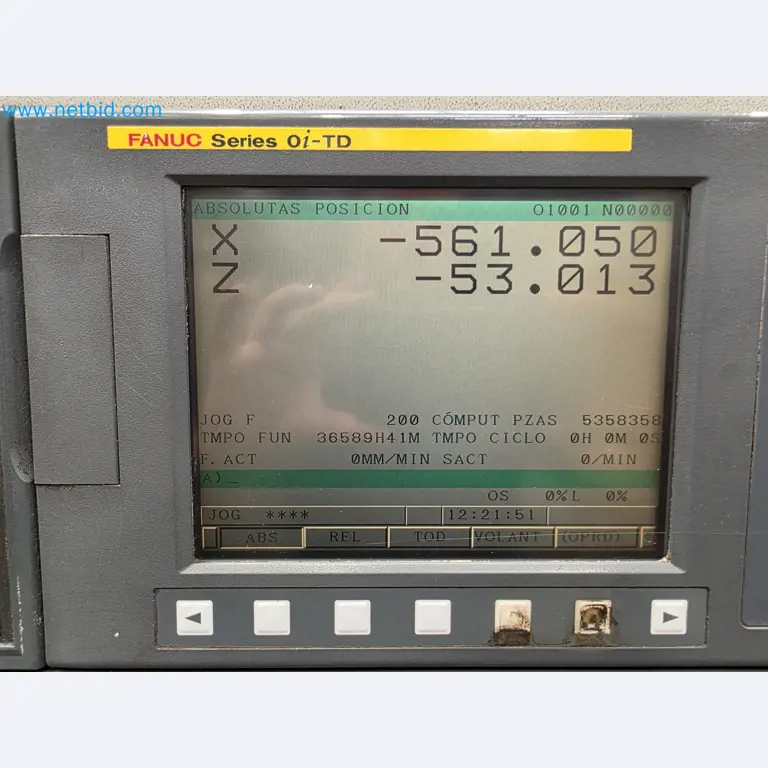 www.netbid.com
FANUC Series 0i-TD
ABSOLUTAS POSICION O1001 N00000
X -561.050
Z -53.013
JOG F 200 CÓMPUT PZAS 5358358
TMPO FUN 36589H41M TMPO CICLO 0H 0M 0S
F. ACT 0MM/MIN SACT 0/MIN
A)_
OS 0% L 0%
JOG **** 12:21:51
ABS REL TOD VOLANT (OPRD)